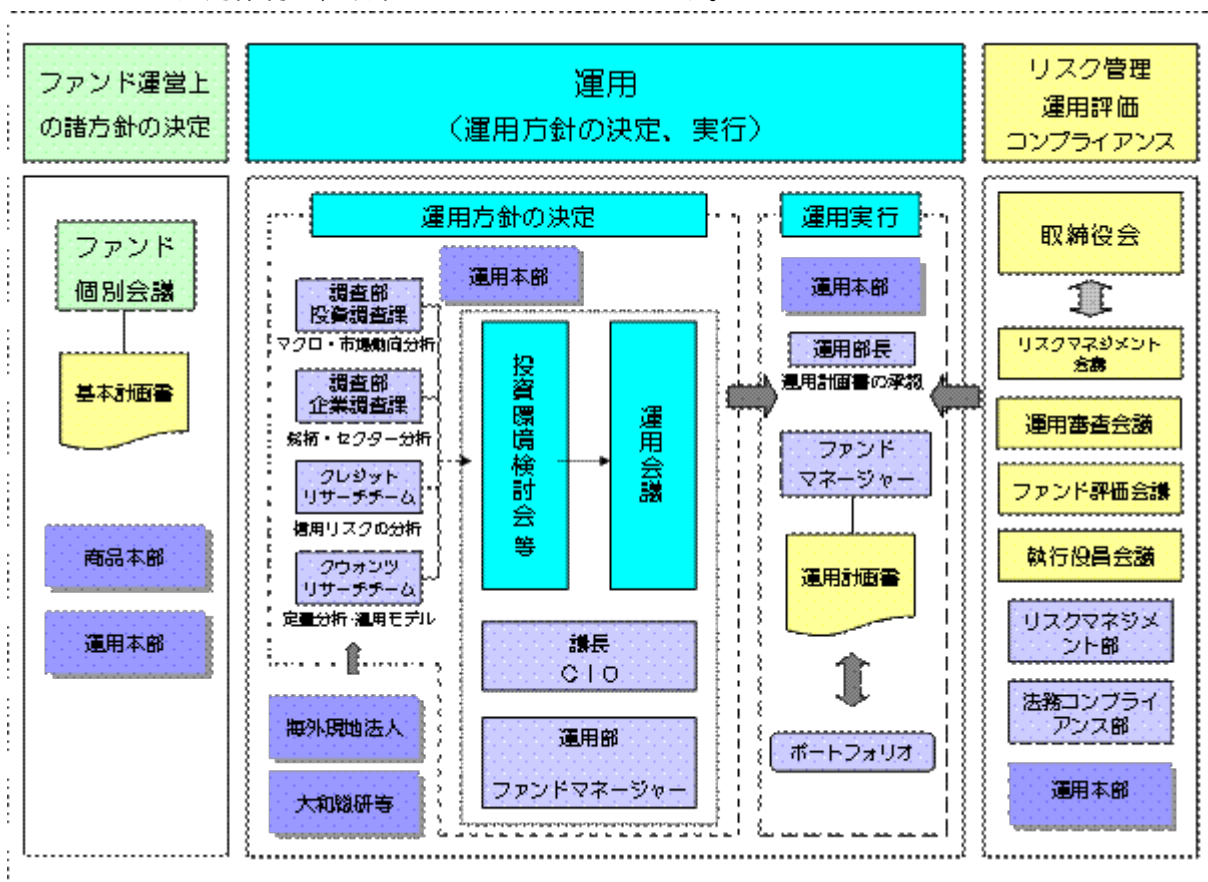 ファンド運営上
の諸方針の決定
運用
（運用方針の決定、実行）
リスク管理
運用評価
コンプライアンス
ファンド
個別会議
基本計画書
商品本部
運用本部
運用方針の決定
運用本部
調査部
投資調査課
マクロ・市場動向分析
調査部
企業調査課
銘柄・セクター分析
クレジット
リサーチチーム
信用リスクの分析
クウォンツ
リサーチチーム
定量分析・運用モデル
海外現地法人
大和総研等
投資環境検討会等
運用会議
議長
CIO
運用部
ファンドマネージャー
運用実行
運用本部
運用部長
運用計画書の承認
ファンド
マネージャー
運用計画書
ポートフォリオ
取締役会
リスクマネジメント
会議
運用審査会議
ファンド評価会議
執行役員会議
リスクマネジメ
ント部
法務コンプライ
アンス部
運用本部